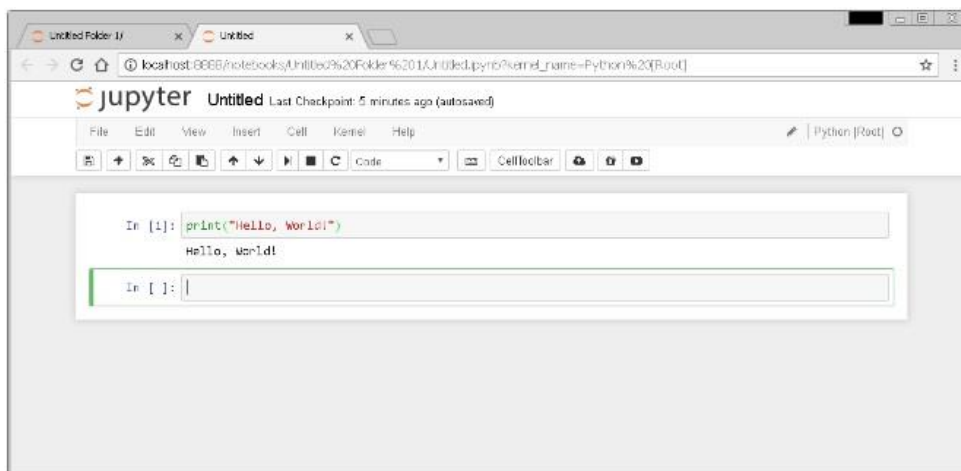 Untitled Folder 1/
Untitled
localhost:8888/notebooks/Untitled%20Folder%201/Untitled.ipynb?kernel_name=Python%20[Root]
jupyter Untitled Last Checkpoint: 5 minutes ago (autosaved)
File Edit View Insert Cell Kernel Help Python [Root]
Code CellToolbar
In [1]: print("Hello, World!")
Hello, World!
In [ ]: